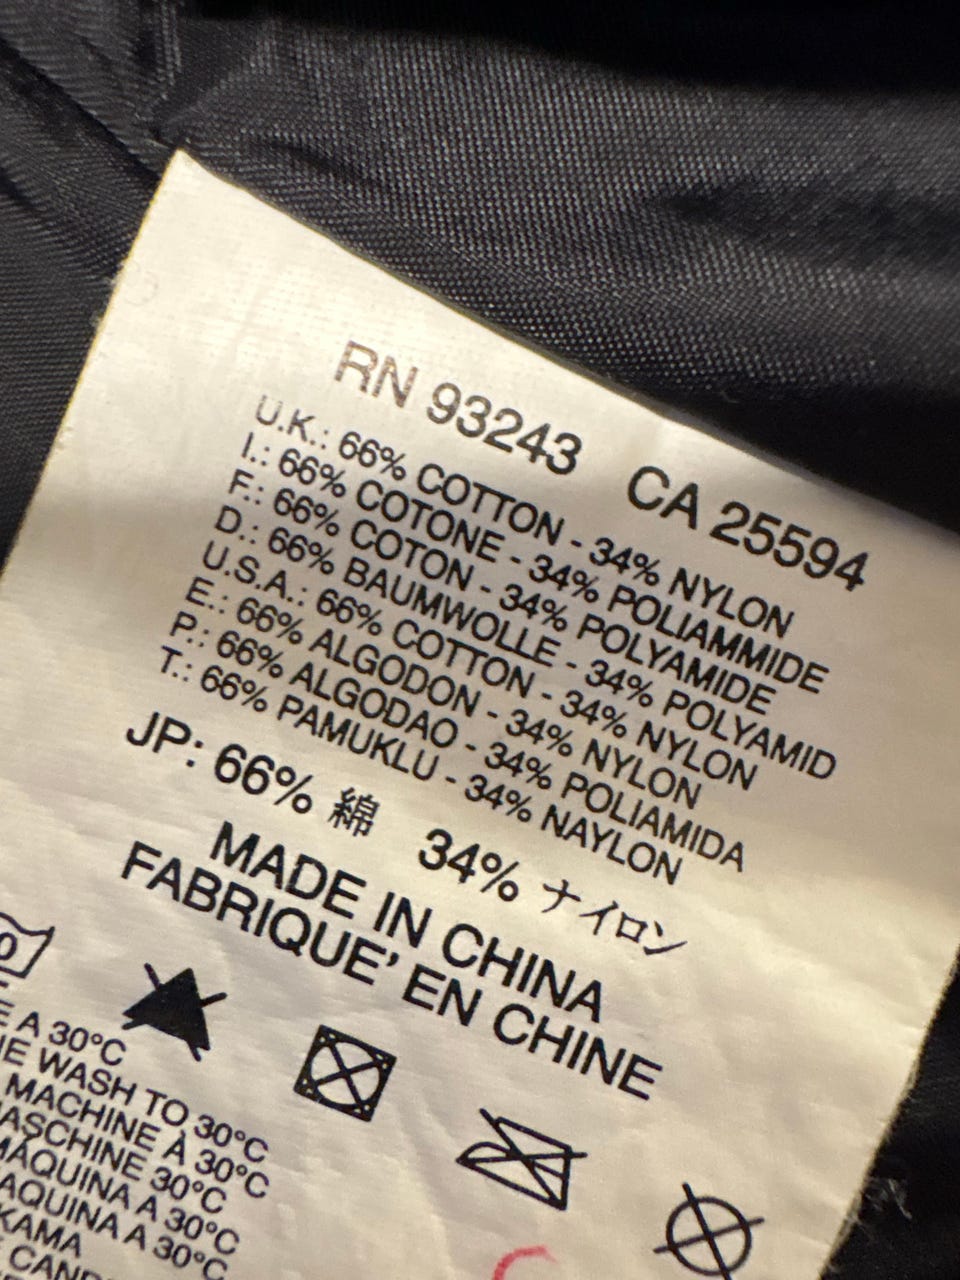 RN 93243 CA 25594
U.K.: 66% COTTON - 34% NYLON
I.: 66% COTONE - 34% POLIAMMIDE
F.: 66% COTON - 34% POLYAMIDE
D.: 66% BAUMWOLLE - 34% POLYAMID
U.S.A.: 66% COTTON - 34% NYLON
E.: 66% ALGODON - 34% NYLON
P.: 66% ALGODAO - 34% POLIAMIDA
T.: 66% PAMUKLU - 34% NAYLON
JP: 66% 綿 34% ナイロン
MADE IN CHINA
FABRIQUE' EN CHINE
A 30°C
WASH TO 30°C
MACHINE À 30°C
30°C
A 30°C
A 30°C